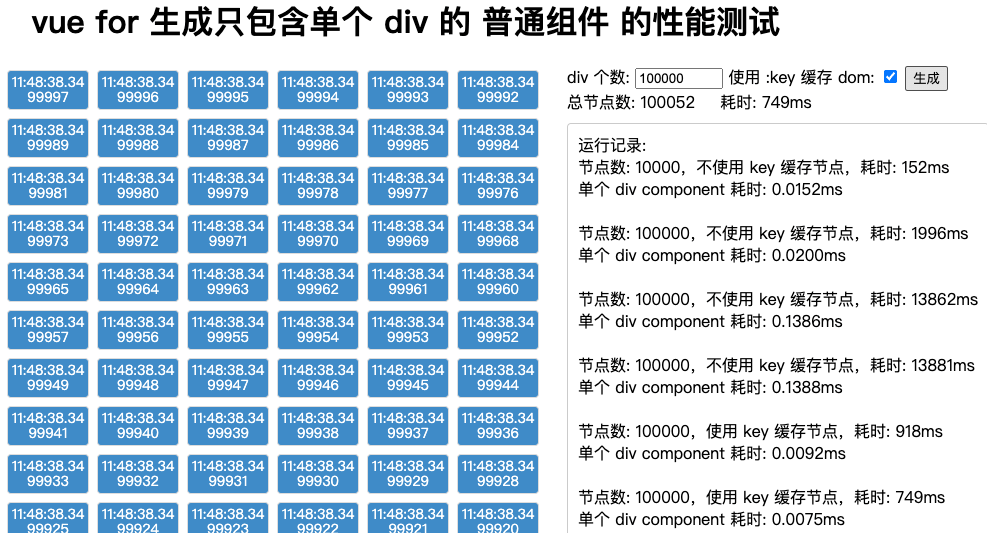 vue for 生成只包含单个 div 的 普通组件 的性能测试
11:48:38.34 11:48:38.34 11:48:38.34 11:48:38.34 11:48:38.34 11:48:38.34
99997 99996 99995 99994 99993 99992
11:48:38.34 11:48:38.34 11:48:38.34 11:48:38.34 11:48:38.34 11:48:38.34
99989 99988 99987 99986 99985 99984
11:48:38.34 11:48:38.34 11:48:38.34 11:48:38.34 11:48:38.34 11:48:38.34
99981 99980 99979 99978 99977 99976
11:48:38.34 11:48:38.34 11:48:38.34 11:48:38.34 11:48:38.34 11:48:38.34
99973 99972 99971 99970 99969 99968
11:48:38.34 11:48:38.34 11:48:38.34 11:48:38.34 11:48:38.34 11:48:38.34
99965 99964 99963 99962 99961 99960
11:48:38.34 11:48:38.34 11:48:38.34 11:48:38.34 11:48:38.34 11:48:38.34
99957 99956 99955 99954 99953 99952
11:48:38.34 11:48:38.34 11:48:38.34 11:48:38.34 11:48:38.34 11:48:38.34
99949 99948 99947 99946 99945 99944
11:48:38.34 11:48:38.34 11:48:38.34 11:48:38.34 11:48:38.34 11:48:38.34
99941 99940 99939 99938 99937 99936
11:48:38.34 11:48:38.34 11:48:38.34 11:48:38.34 11:48:38.34 11:48:38.34
99933 99932 99931 99930 99929 99928
11:48:38.34 11:48:38.34 11:48:38.34 11:48:38.34 11:48:38.34 11:48:38.34
99925 99924 99923 99922 99921 99920
div 个数: 100000 使用 :key 缓存 dom: 生成
总节点数: 100052 耗时: 749ms
运行记录:
节点数: 10000，不使用 key 缓存节点，耗时: 152ms
单个 div component 耗时: 0.0152ms
节点数: 100000，不使用 key 缓存节点，耗时: 1996ms
单个 div component 耗时: 0.0200ms
节点数: 100000，不使用 key 缓存节点，耗时: 13862ms
单个 div component 耗时: 0.1386ms
节点数: 100000，不使用 key 缓存节点，耗时: 13881ms
单个 div component 耗时: 0.1388ms
节点数: 100000，使用 key 缓存节点，耗时: 918ms
单个 div component 耗时: 0.0092ms
节点数: 100000，使用 key 缓存节点，耗时: 749ms
单个 div component 耗时: 0.0075ms